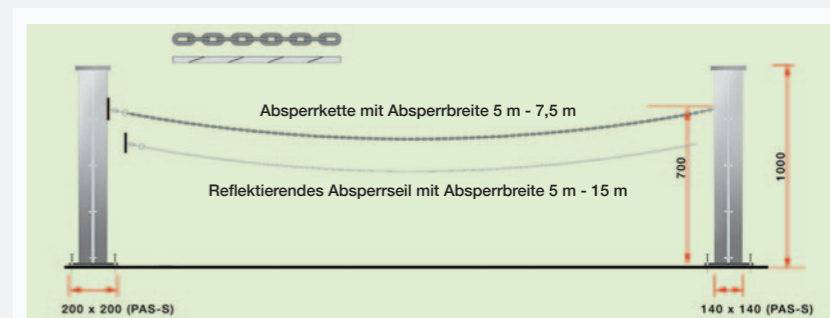 Absperrkette mit Absperrbreite 5 m - 7,5 m
Reflektierendes Absperrseil mit Absperrbreite 5 m - 15 m
700
1000
200 x 200 (PAS-S)
140 x 140 (PAS-S)